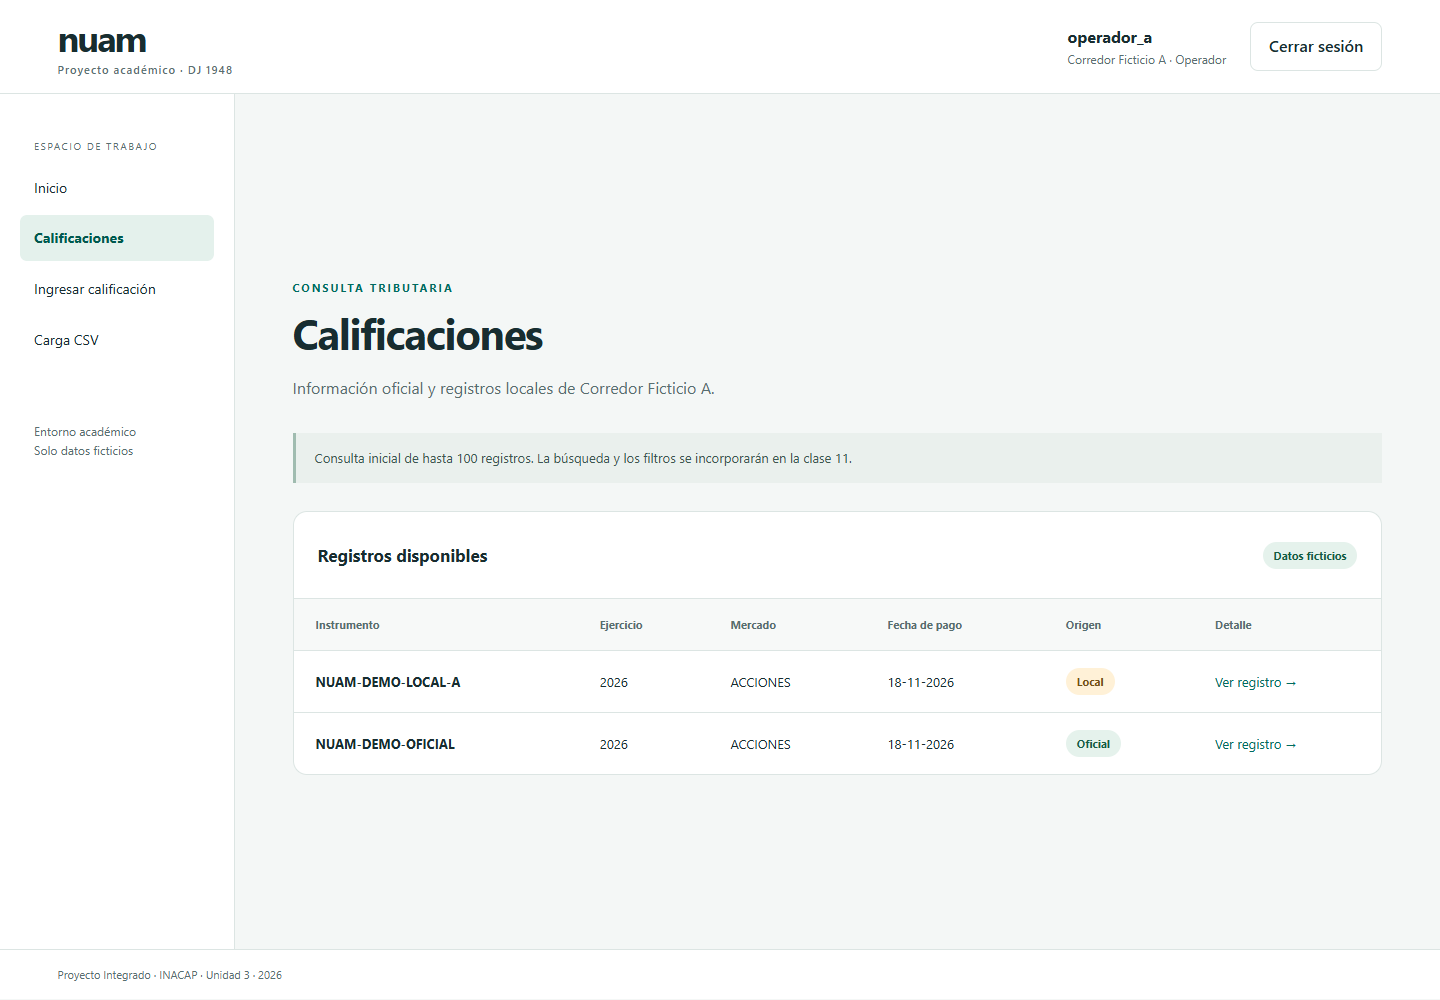 nuam
Proyecto académico · DJ 1948
operador_a
Corredor Ficticio A · Operador
Cerrar sesión
ESPACIO DE TRABAJO
Inicio
Calificaciones
Ingresar calificación
Carga CSV
Entorno académico
Solo datos ficticios
CONSULTA TRIBUTARIA
Calificaciones
Información oficial y registros locales de Corredor Ficticio A.
Consulta inicial de hasta 100 registros. La búsqueda y los filtros se incorporarán en la clase 11.
Registros disponibles
Datos ficticios
Instrumento Ejercicio Mercado Fecha de pago Origen Detalle
NUAM-DEMO-LOCAL-A 2026 ACCIONES 18-11-2026 Local Ver registro →
NUAM-DEMO-OFICIAL 2026 ACCIONES 18-11-2026 Oficial Ver registro →
Proyecto Integrado · INACAP · Unidad 3 · 2026